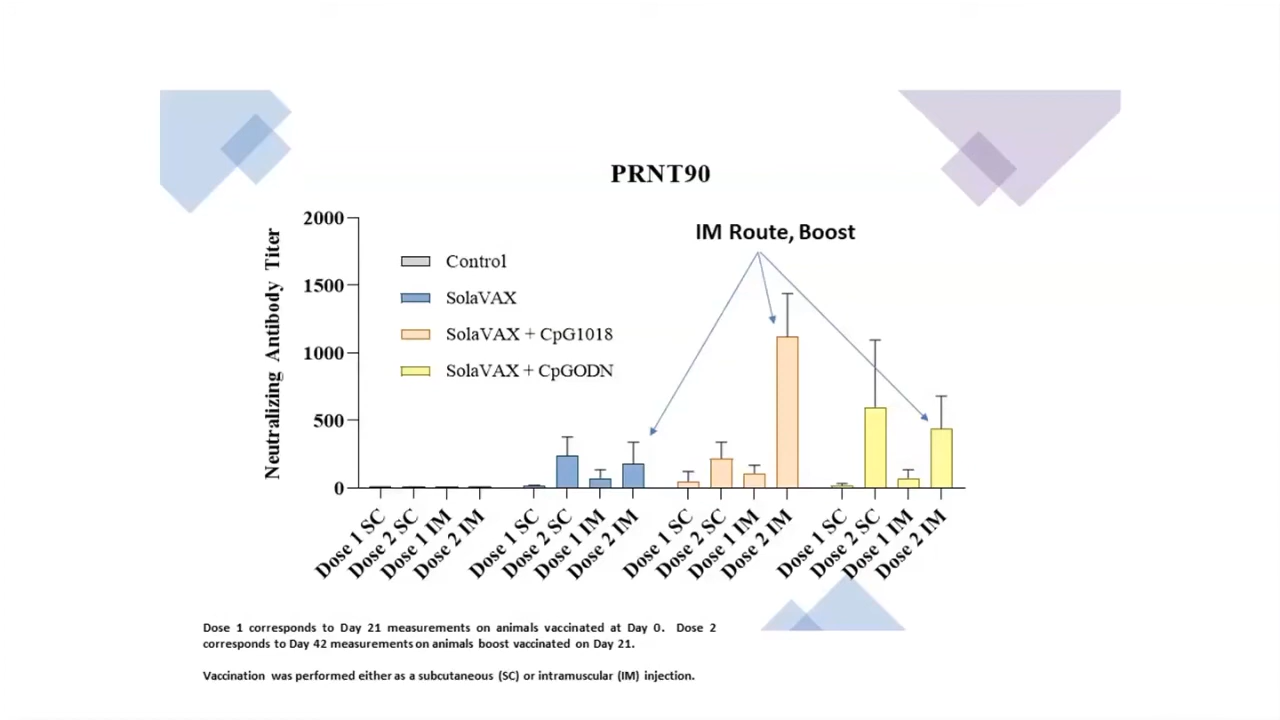 PRNT90
Neutralizing Antibody Titer
2000
1500
1000
500
0
IM Route, Boost
Control
SolaVAX
SolaVAX + CpG1018
SolaVAX + CpGODN
Dose 1 SC
Dose 2 SC
Dose 1 IM
Dose 2 IM
Dose 1 SC
Dose 2 SC
Dose 1 IM
Dose 2 IM
Dose 1 SC
Dose 2 SC
Dose 1 IM
Dose 2 IM
Dose 1 SC
Dose 2 SC
Dose 1 IM
Dose 2 IM
Dose 1 corresponds to Day 21 measurements on animals vaccinated at Day 0. Dose 2
corresponds to Day 42 measurements on animals boost vaccinated on Day 21.
Vaccination was performed either as a subcutaneous (SC) or intramuscular (IM) injection.